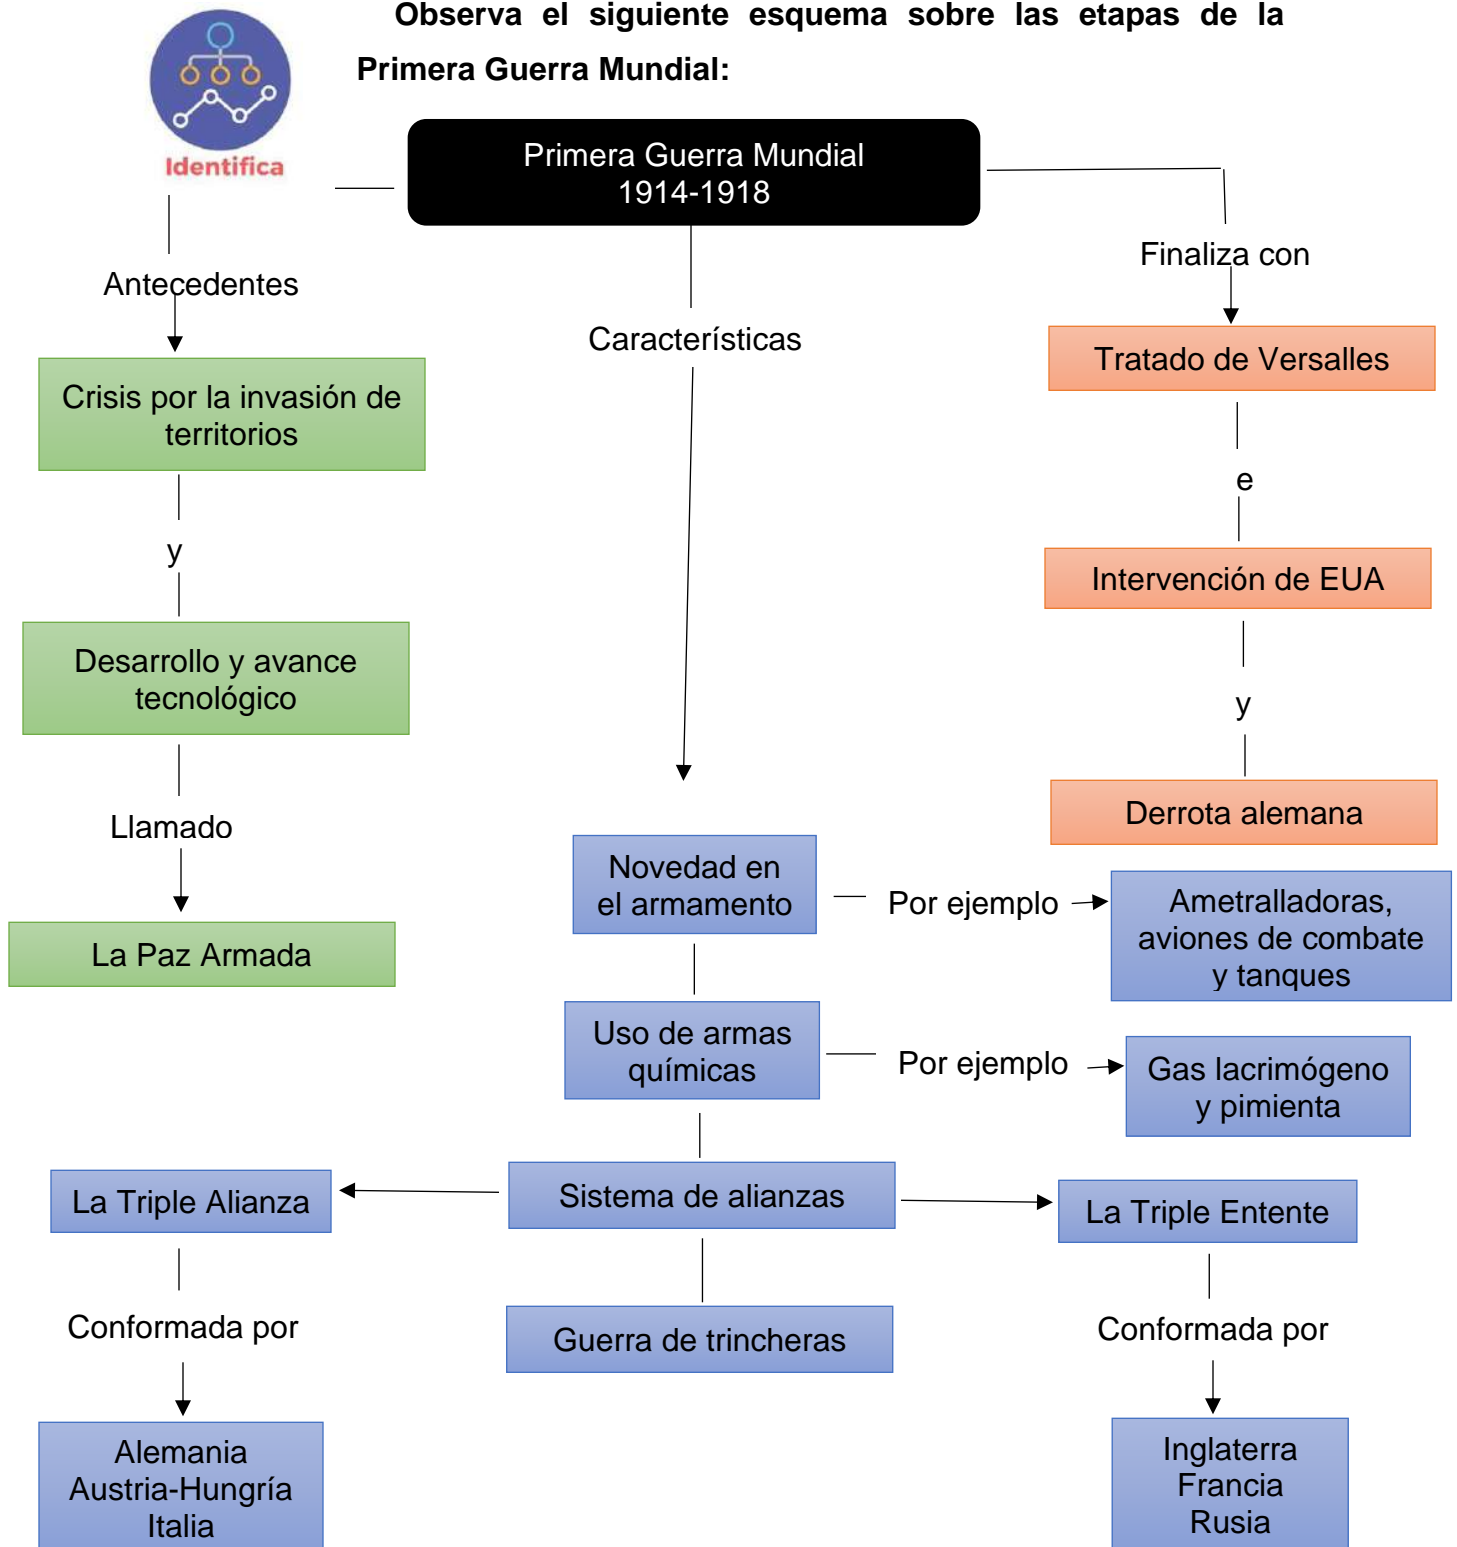 Observa el siguiente esquema sobre las etapas de la
Primera Guerra Mundial:
Identifica
Primera Guerra Mundial
1914-1918
Antecedentes
Crisis por la invasión de
territorios
y
Desarrollo y avance
tecnológico
Llamado
La Paz Armada
Características
Novedad en
el armamento
Por ejemplo
Ametralladoras,
aviones de combate
y tanques
Uso de armas
químicas
Por ejemplo
Gas lacrimógeno
y pimienta
Sistema de alianzas
La Triple Alianza
Conformada por
Alemania
Austria-Hungría
Italia
La Triple Entente
Conformada por
Inglaterra
Francia
Rusia
Guerra de trincheras
Finaliza con
Tratado de Versalles
e
Intervención de EUA
y
Derrota alemana